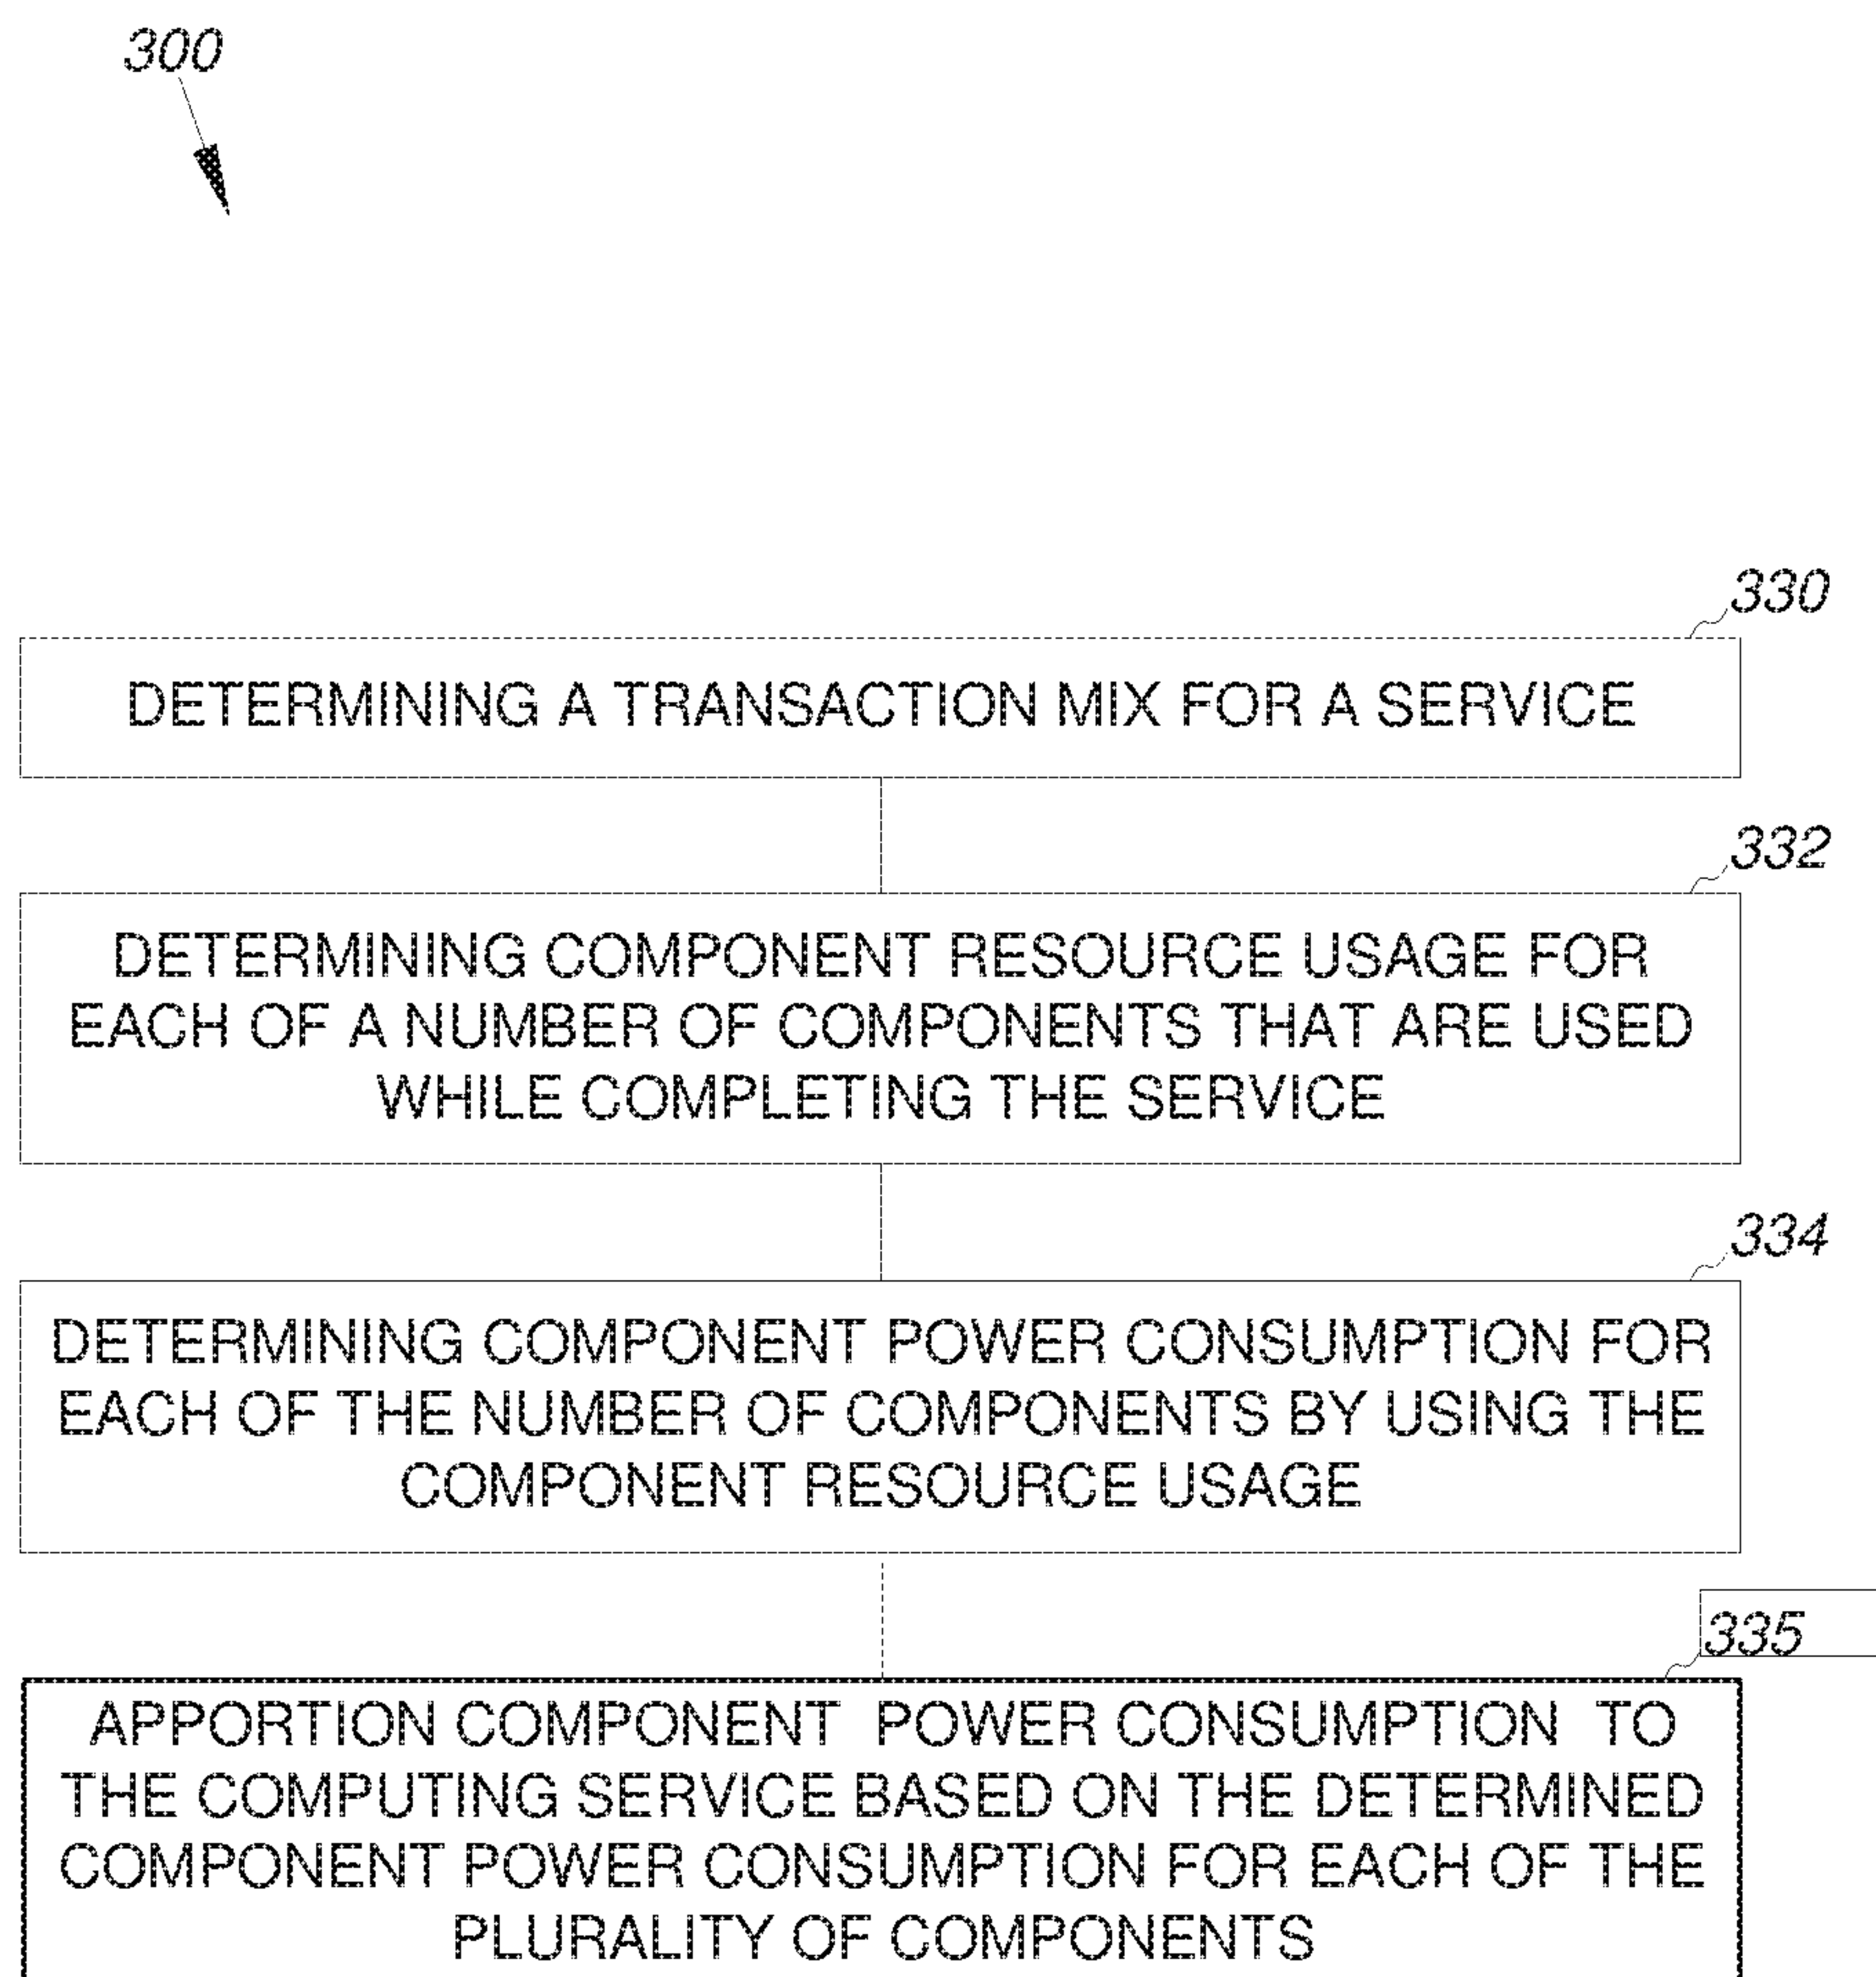 300
330
DETERMINING A TRANSACTION MIX FOR A SERVICE
332
DETERMINING COMPONENT RESOURCE USAGE FOR
EACH OF A NUMBER OF COMPONENTS THAT ARE USED
WHILE COMPLETING THE SERVICE
334
DETERMINING COMPONENT POWER CONSUMPTION FOR
EACH OF THE NUMBER OF COMPONENTS BY USING THE
COMPONENT RESOURCE USAGE
335
APPORTION COMPONENT POWER CONSUMPTION TO
THE COMPUTING SERVICE BASED ON THE DETERMINED
COMPONENT POWER CONSUMPTION FOR EACH OF THE
PLURALITY OF COMPONENTS